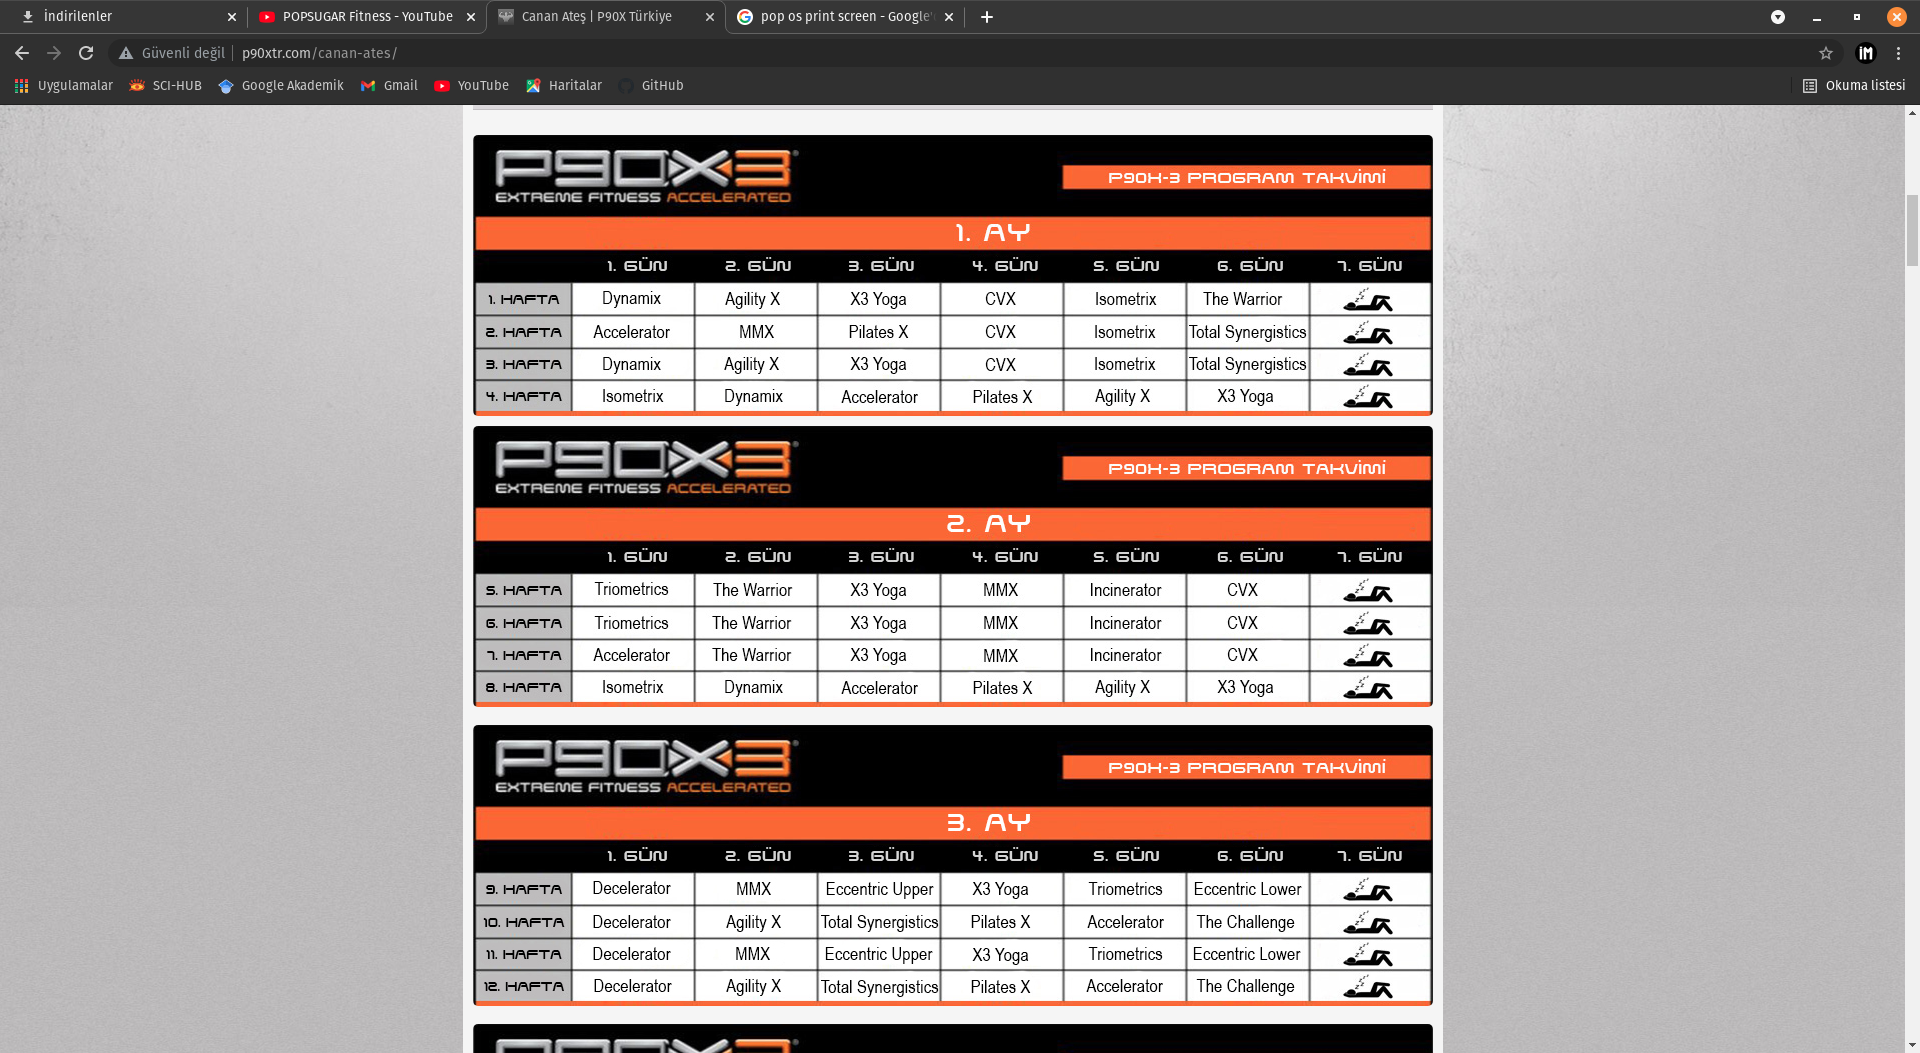 indirilenler
POPSUGAR Fitness - YouTube
Canan Ateş | P90X Türkiye
pop os print screen - Google'
Güvenli değil
p90xtr.com/canan-ates/
Uygulamalar
SCI-HUB
Google Akademik
Gmail
YouTube
Haritalar
GitHub
Okuma listesi
P90X3
EXTREME FITNESS ACCELERATED
P90X-3 PROGRAM TAKVİMİ
1. AY
1. GÜN 2. GÜN 3. GÜN 4. GÜN 5. GÜN 6. GÜN 7. GÜN
1. HAFTA Dynamix Agility X X3 Yoga CVX Isometrix The Warrior
2. HAFTA Accelerator MMX Pilates X CVX Isometrix Total Synergistics
3. HAFTA Dynamix Agility X X3 Yoga CVX Isometrix Total Synergistics
4. HAFTA Isometrix Dynamix Accelerator Pilates X Agility X X3 Yoga
P90X3
EXTREME FITNESS ACCELERATED
P90X-3 PROGRAM TAKVİMİ
2. AY
1. GÜN 2. GÜN 3. GÜN 4. GÜN 5. GÜN 6. GÜN 7. GÜN
5. HAFTA Triometrics The Warrior X3 Yoga MMX Incinerator CVX
6. HAFTA Triometrics The Warrior X3 Yoga MMX Incinerator CVX
7. HAFTA Accelerator The Warrior X3 Yoga MMX Incinerator CVX
8. HAFTA Isometrix Dynamix Accelerator Pilates X Agility X X3 Yoga
P90X3
EXTREME FITNESS ACCELERATED
P90X-3 PROGRAM TAKVİMİ
3. AY
1. GÜN 2. GÜN 3. GÜN 4. GÜN 5. GÜN 6. GÜN 7. GÜN
9. HAFTA Decelerator MMX Eccentric Upper X3 Yoga Triometrics Eccentric Lower
10. HAFTA Decelerator Agility X Total Synergistics Pilates X Accelerator The Challenge
11. HAFTA Decelerator MMX Eccentric Upper X3 Yoga Triometrics Eccentric Lower
12. HAFTA Decelerator Agility X Total Synergistics Pilates X Accelerator The Challenge